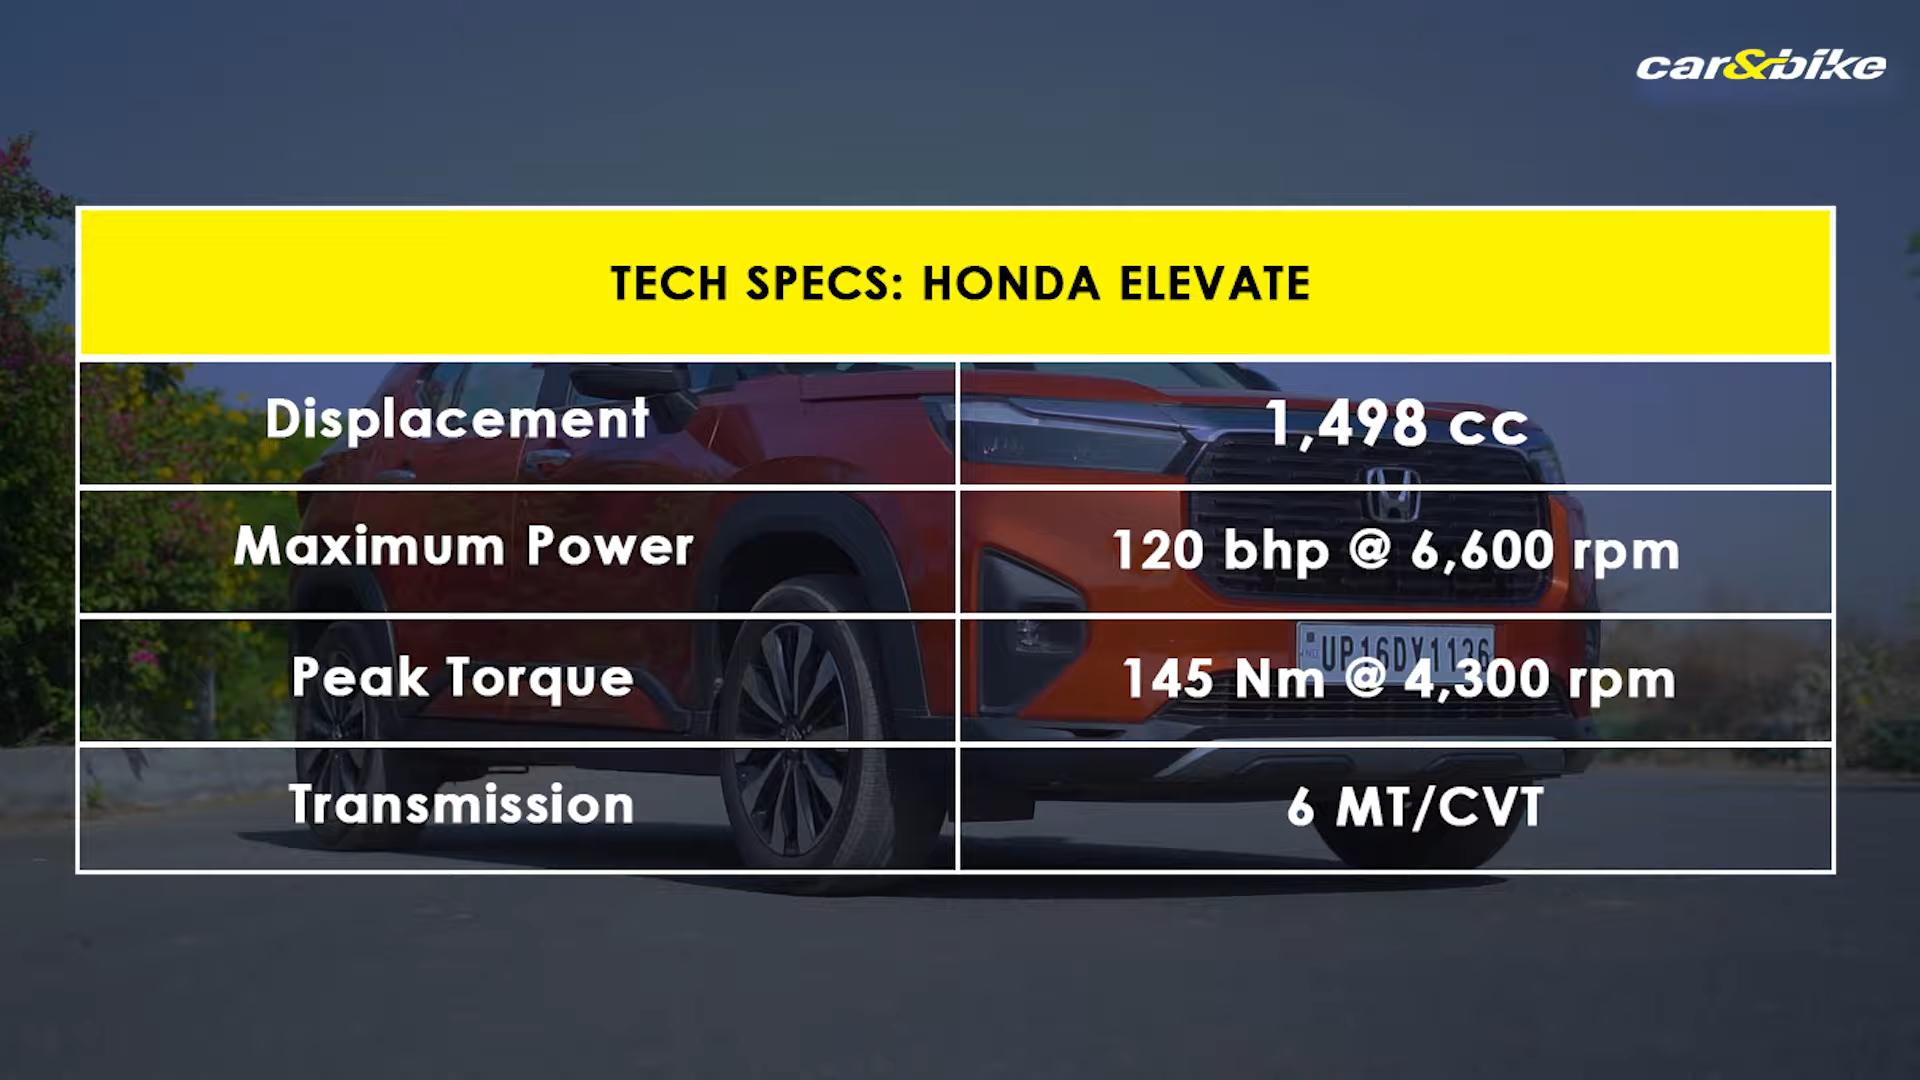 car&bike
TECH SPECS: HONDA ELEVATE
Displacement
1,498 cc
Maximum Power
120 bhp @ 6,600 rpm
UP16DY1136
Peak Torque
145 Nm @ 4,300 rpm
Transmission
6 MT/CVT